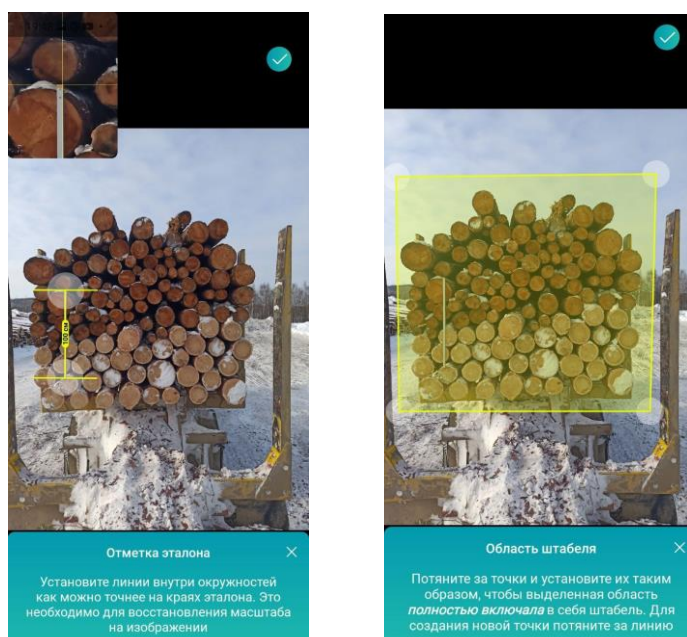 100 см
Отметка эталона
Установите линии внутри окружностей
как можно точнее на краях эталона. Это
необходимо для восстановления масштаба
на изображении
Область штабеля
Потяните за точки и установите их таким
образом, чтобы выделенная область
полностью включала в себя штабель. Для
создания новой точки потяните за линию